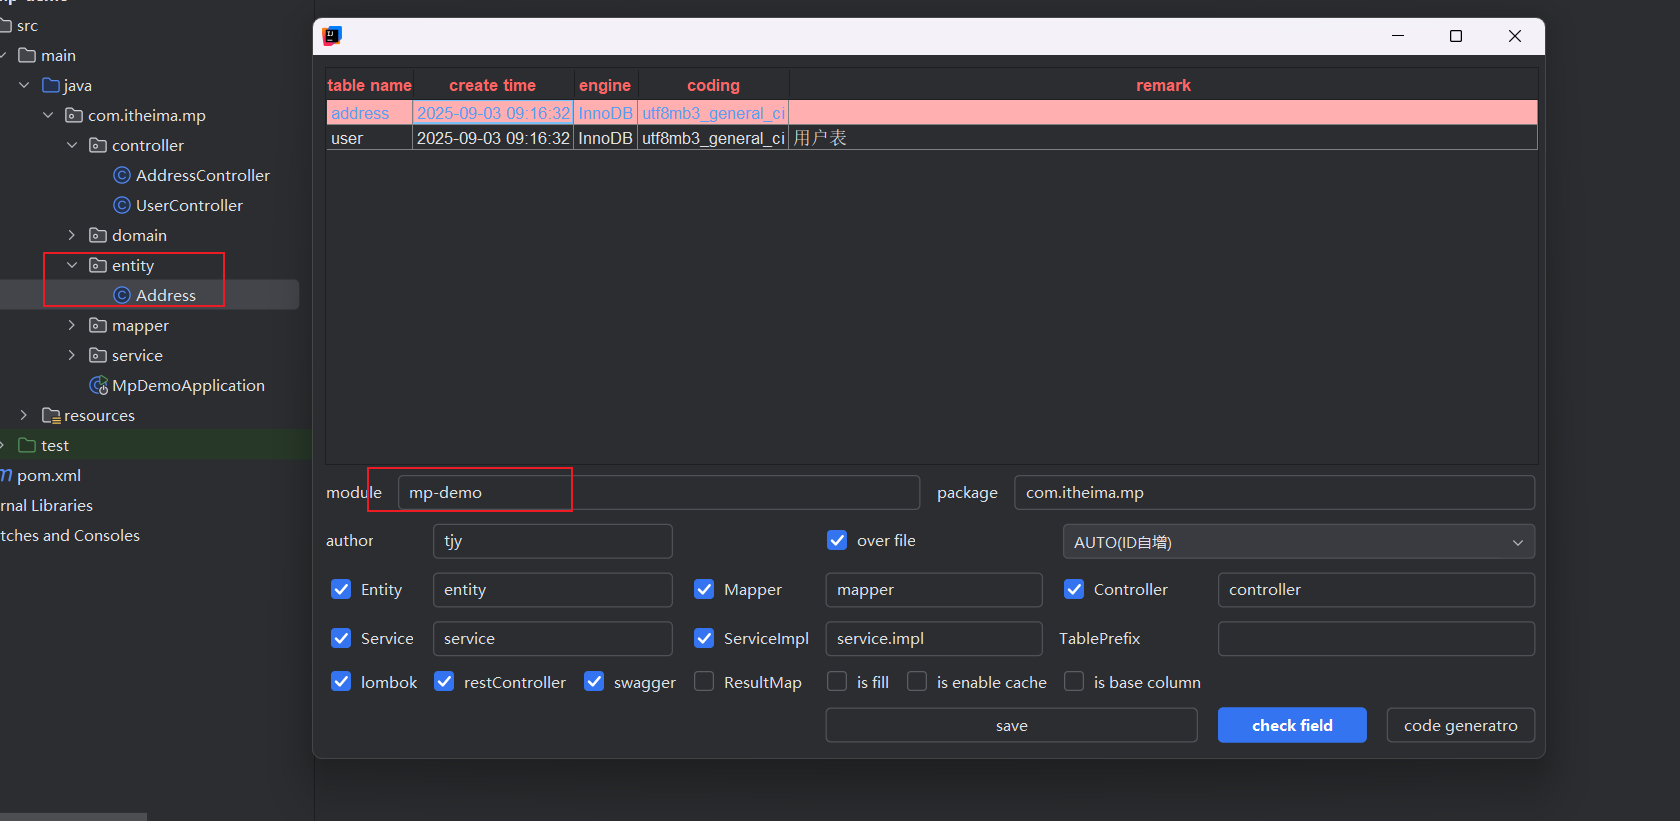 src
main
java
com.itheima.mp
controller
AddressController
UserController
domain
entity
Address
mapper
service
MpDemoApplication
resources
test
pom.xml
rnal Libraries
tches and Consoles
table name create time engine coding remark
address 2025-09-03 09:16:32 InnoDB utf8mb3_general_ci
user 2025-09-03 09:16:32 InnoDB utf8mb3_general_ci 用户表
module mp-demo package com.itheima.mp
author tjy over file AUTO(ID自增)
Entity entity Mapper mapper Controller controller
Service service ServiceImpl service.impl TablePrefix
lombok restController swagger ResultMap is fill is enable cache is base column
save check field code generatro